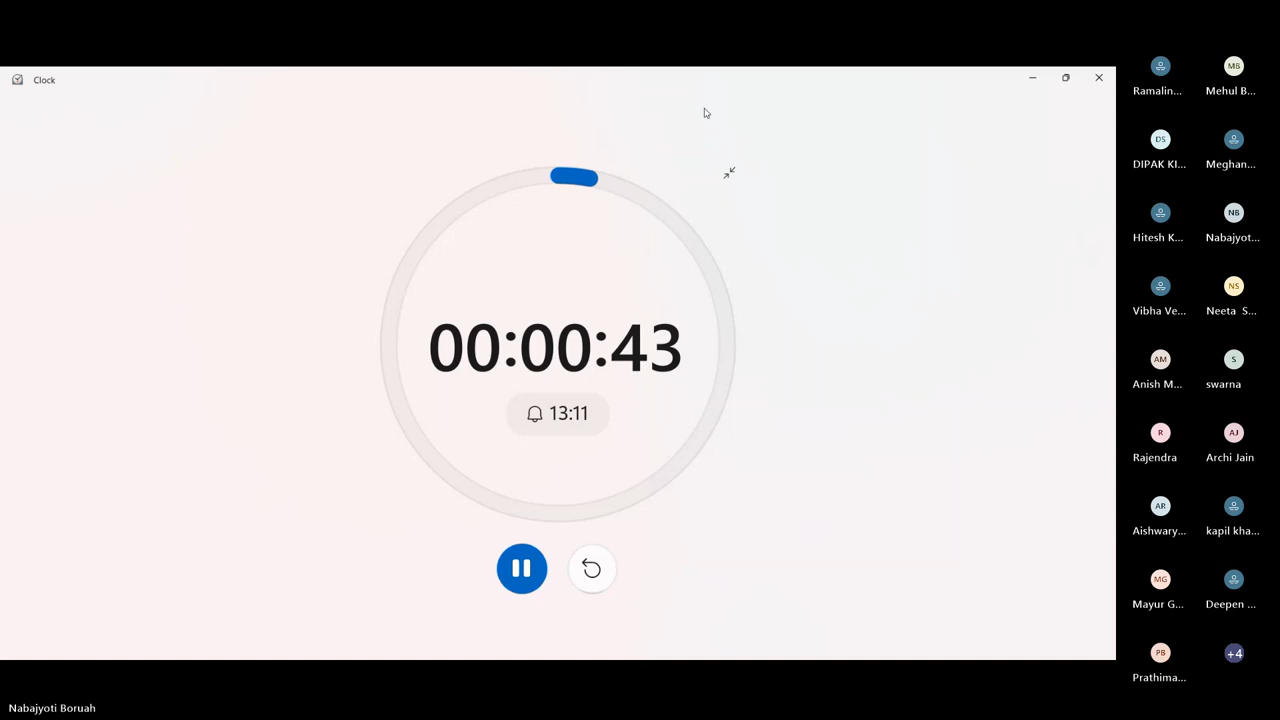 Clock
00:00:43
13:11
Ramalin...
MB
Mehul B...
DS
DIPAK KI...
Meghan...
Hitesh K...
NB
Nabajyot...
Vibha Ve...
NS
Neeta S...
AM
Anish M...
S
swarna
R
Rajendra
AJ
Archi Jain
AR
Aishwary...
kapil kha...
MG
Mayur G...
Deepen ...
PB
Prathima...
+4
Nabajyoti Boruah